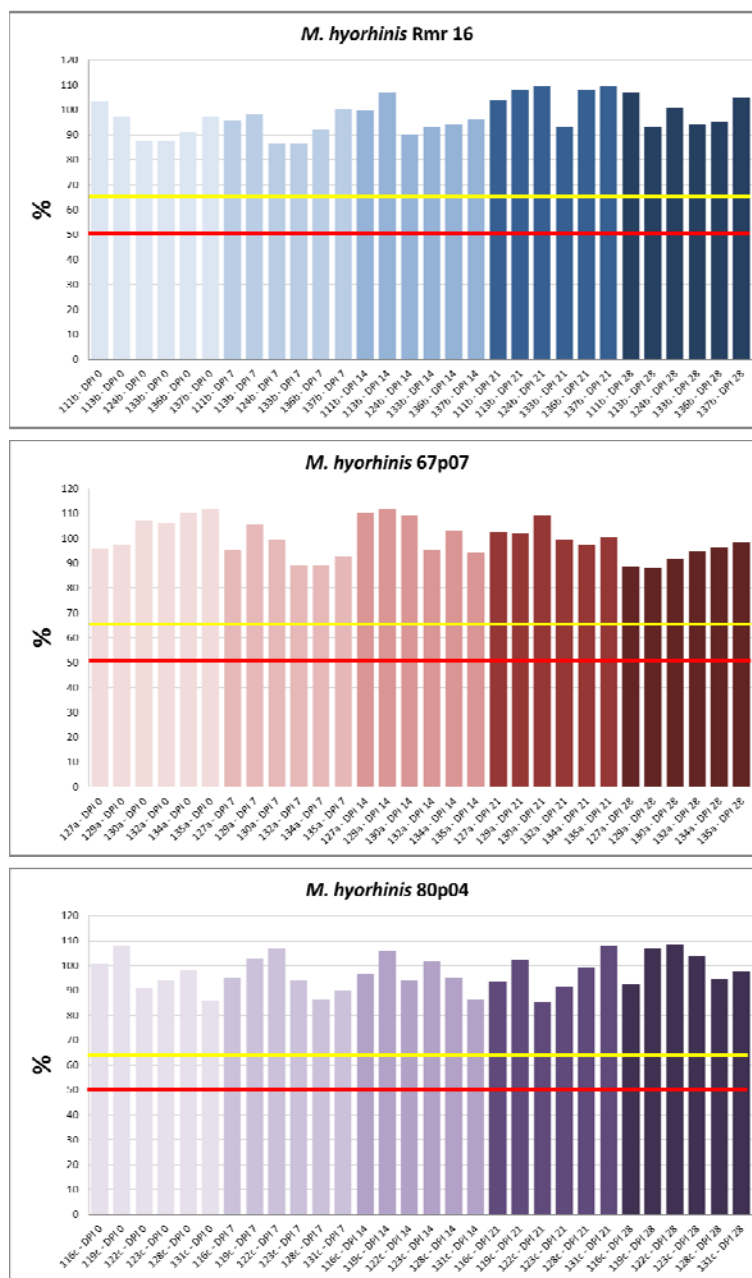 M. hyorhinis Rmr 16
120
110
100
90
80
70
60
50
40
30
20
10
0
%
111b - DPI 0
113b - DPI 0
124b - DPI 0
133b - DPI 0
136b - DPI 0
137b - DPI 0
111b - DPI 7
113b - DPI 7
124b - DPI 7
133b - DPI 7
136b - DPI 7
137b - DPI 7
111b - DPI 14
113b - DPI 14
124b - DPI 14
133b - DPI 14
136b - DPI 14
137b - DPI 14
111b - DPI 21
113b - DPI 21
124b - DPI 21
133b - DPI 21
136b - DPI 21
137b - DPI 21
111b - DPI 28
113b - DPI 28
124b - DPI 28
133b - DPI 28
136b - DPI 28
137b - DPI 28
M. hyorhinis 67p07
120
110
100
90
80
70
60
50
40
30
20
10
0
%
127a - DPI 0
129a - DPI 0
130a - DPI 0
132a - DPI 0
134a - DPI 0
135a - DPI 0
127a - DPI 7
129a - DPI 7
130a - DPI 7
132a - DPI 7
134a - DPI 7
135a - DPI 7
127a - DPI 14
129a - DPI 14
130a - DPI 14
132a - DPI 14
134a - DPI 14
135a - DPI 14
127a - DPI 21
129a - DPI 21
130a - DPI 21
132a - DPI 21
134a - DPI 21
135a - DPI 21
127a - DPI 28
129a - DPI 28
130a - DPI 28
132a - DPI 28
134a - DPI 28
135a - DPI 28
M. hyorhinis 80p04
120
110
100
90
80
70
60
50
40
30
20
10
0
%
116c - DPI 0
119c - DPI 0
122c - DPI 0
123c - DPI 0
128c - DPI 0
131c - DPI 0
116c - DPI 7
119c - DPI 7
122c - DPI 7
123c - DPI 7
128c - DPI 7
131c - DPI 7
116c - DPI 14
119c - DPI 14
122c - DPI 14
123c - DPI 14
128c - DPI 14
131c - DPI 14
116c - DPI 21
119c - DPI 21
122c - DPI 21
123c - DPI 21
128c - DPI 21
131c - DPI 21
116c - DPI 28
119c - DPI 28
122c - DPI 28
123c - DPI 28
128c - DPI 28
131c - DPI 28